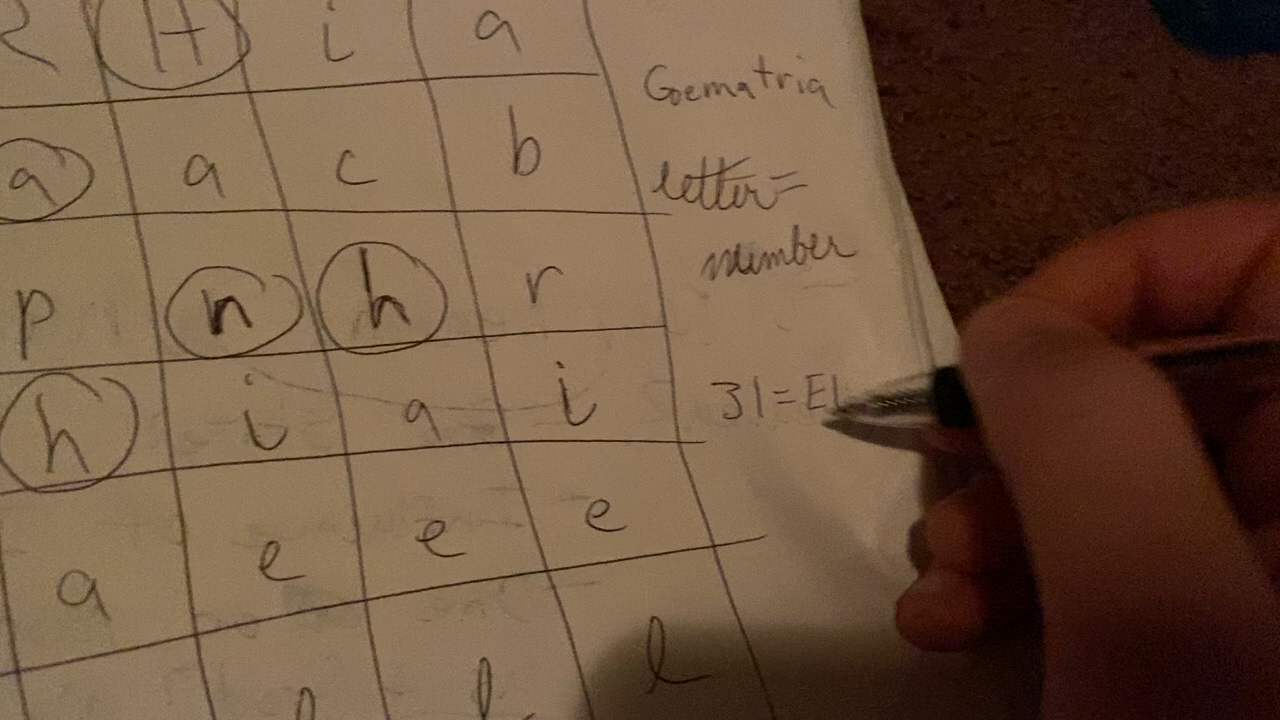 H i a
a a c b
p n h r
h i a i
a e e e
l l l
Gematria
letter=
number
31=El